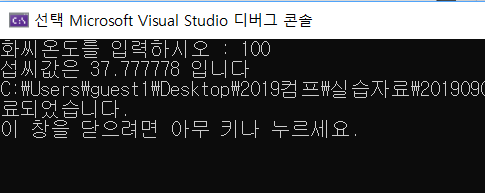 선택 Microsoft Visual Studio 디버그 콘솔
화씨온도를 입력하시오 : 100
섭씨값은 37.777778 입니다
C:₩Users₩guest1₩Desktop₩2019컴프₩실습자료₩2019090
료되었습니다.
이 창을 닫으려면 아무 키나 누르세요.